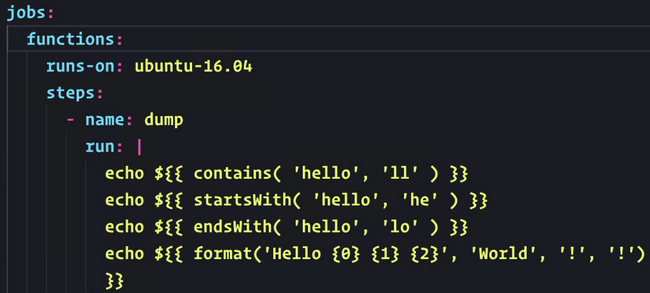 jobs:
functions:
runs-on: ubuntu-16.04
steps:
- name: dump
run: |
echo ${{ contains( 'hello', 'll' ) }}
echo ${{ startsWith( 'hello', 'he' ) }}
echo ${{ endsWith( 'hello', 'lo' ) }}
echo ${{ format('Hello {0} {1} {2}', 'World', '!', '!')
}}